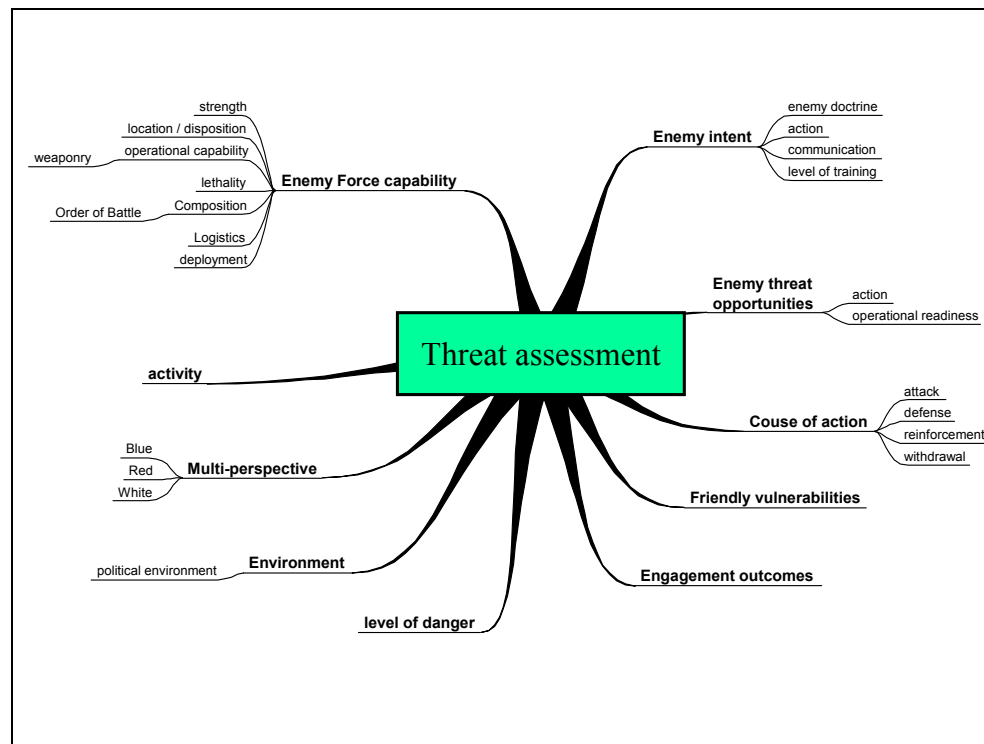 strength
location / disposition
weaponry
operational capability
lethality
Order of Battle
Composition
Logistics
deployment
Enemy Force capability
Enemy intent
enemy doctrine
action
communication
level of training
Enemy threat
opportunities
action
operational readiness
Threat assessment
activity
Couse of action
attack
defense
reinforcement
withdrawal
Blue
Red
White
Multi-perspective
Friendly vulnerabilities
political environment
Environment
Engagement outcomes
level of danger